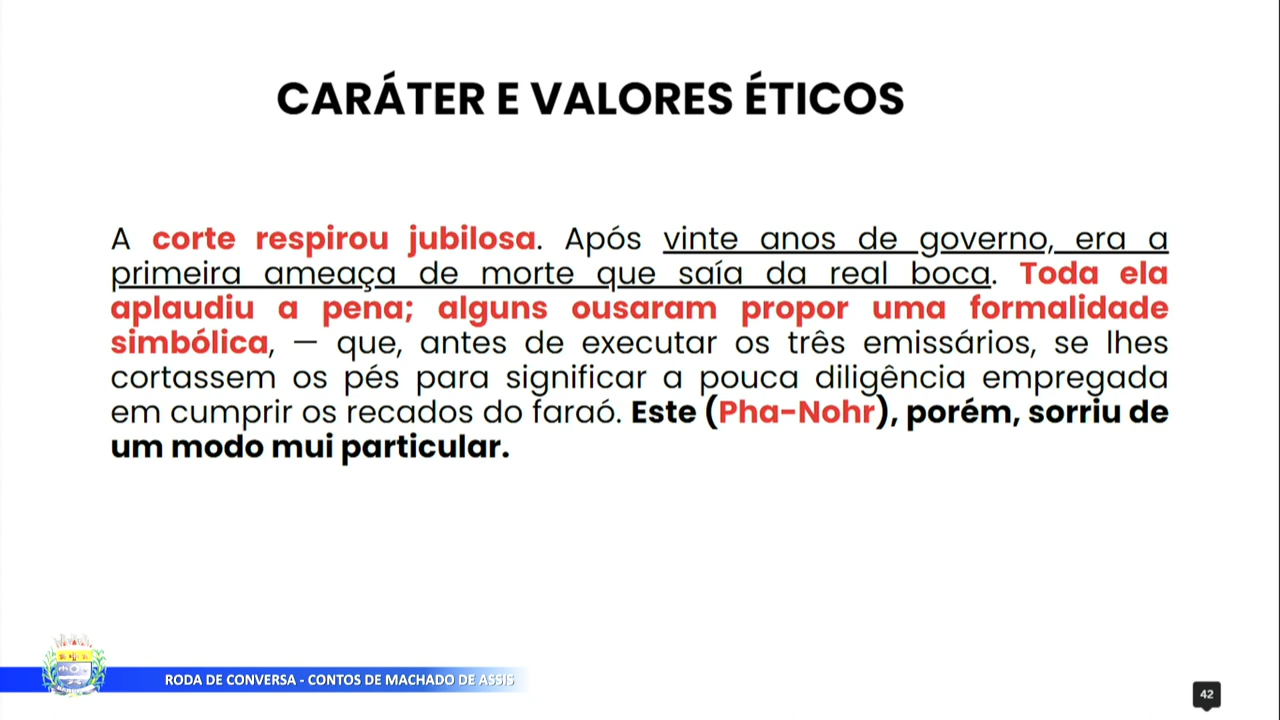 CARÁTER E VALORES ÉTICOS
A corte respirou jubilosa. Após vinte anos de governo, era a
primeira ameaça de morte que saía da real boca. Toda ela
aplaudiu a pena; alguns ousaram propor uma formalidade
simbólica, — que, antes de executar os três emissários, se lhes
cortassem os pés para significar a pouca diligência empregada
em cumprir os recados do faraó. Este (Pha-Nohr), porém, sorriu de
um modo mui particular.
RODA DE CONVERSA - CONTOS DE MACHADO DE ASSIS
42